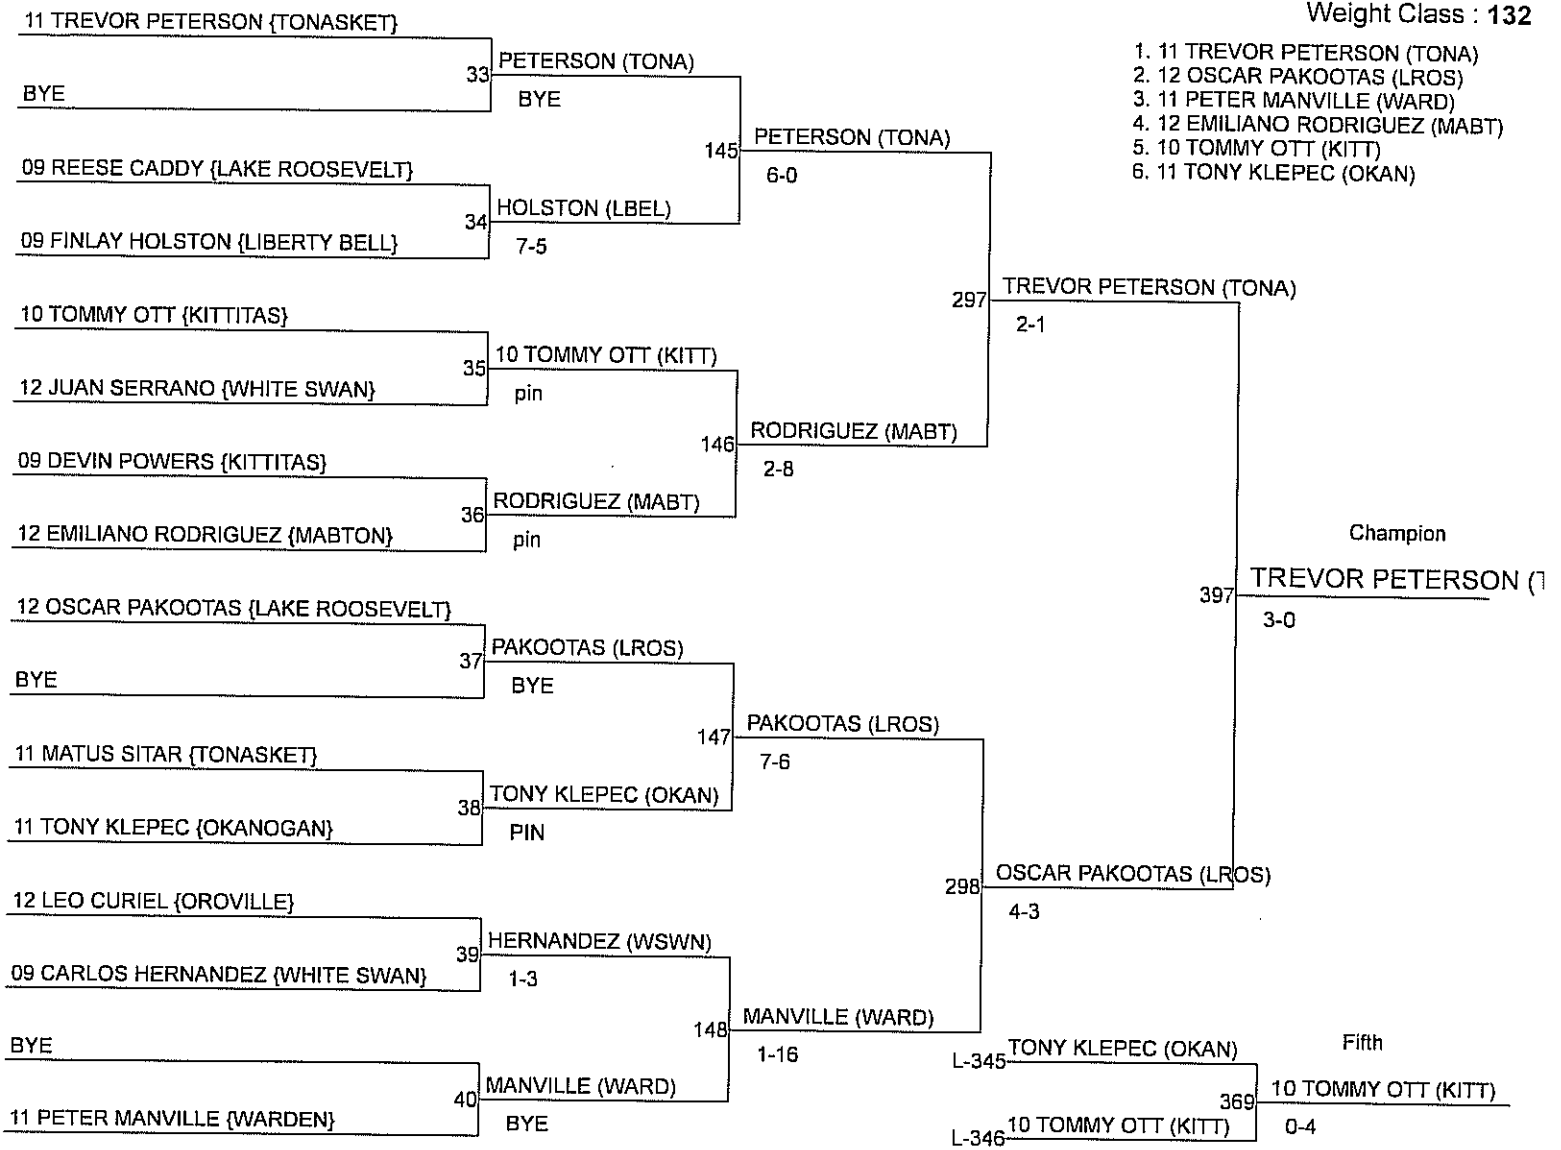 Weight Class : 132
1. 11 TREVOR PETERSON (TONA)
2. 12 OSCAR PAKOOTAS (LROS)
3. 11 PETER MANVILLE (WARD)
4. 12 EMILIANO RODRIGUEZ (MABT)
5. 10 TOMMY OTT (KITT)
6. 11 TONY KLEPEC (OKAN)
11 TREVOR PETERSON {TONASKET}
33 PETERSON (TONA)
BYE
BYE
145 PETERSON (TONA)
6-0
09 REESE CADDY {LAKE ROOSEVELT}
34 HOLSTON (LBEL)
09 FINLAY HOLSTON {LIBERTY BELL}
7-5
297 TREVOR PETERSON (TONA)
2-1
10 TOMMY OTT {KITTITAS}
35 10 TOMMY OTT (KITT)
12 JUAN SERRANO {WHITE SWAN}
pin
146 RODRIGUEZ (MABT)
2-8
09 DEVIN POWERS {KITTITAS}
36 RODRIGUEZ (MABT)
12 EMILIANO RODRIGUEZ {MABTON}
pin
Champion
397 TREVOR PETERSON (T
3-0
12 OSCAR PAKOOTAS {LAKE ROOSEVELT}
37 PAKOOTAS (LROS)
BYE
BYE
147 PAKOOTAS (LROS)
7-6
11 MATUS SITAR {TONASKET}
38 TONY KLEPEC (OKAN)
11 TONY KLEPEC {OKANOGAN}
PIN
298 OSCAR PAKOOTAS (LROS)
4-3
12 LEO CURIEL {OROVILLE}
39 HERNANDEZ (WSWN)
09 CARLOS HERNANDEZ {WHITE SWAN}
1-3
148 MANVILLE (WARD)
1-16
BYE
40 MANVILLE (WARD)
11 PETER MANVILLE {WARDEN}
BYE
Fifth
L-345 TONY KLEPEC (OKAN)
369 10 TOMMY OTT (KITT)
L-346 10 TOMMY OTT (KITT)
0-4